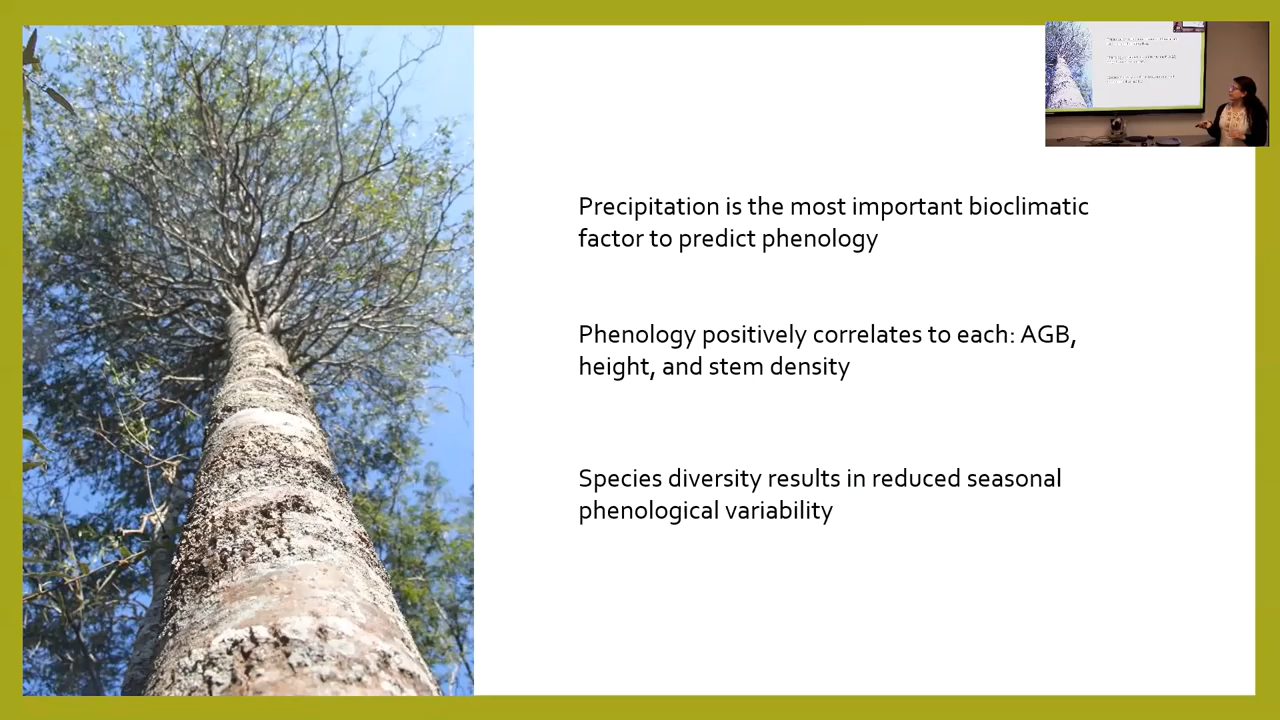 Precipitation is the most important bioclimatic
factor to predict phenology
Phenology positively correlates to each: AGB,
height, and stem density
Species diversity results in reduced seasonal
phenological variability